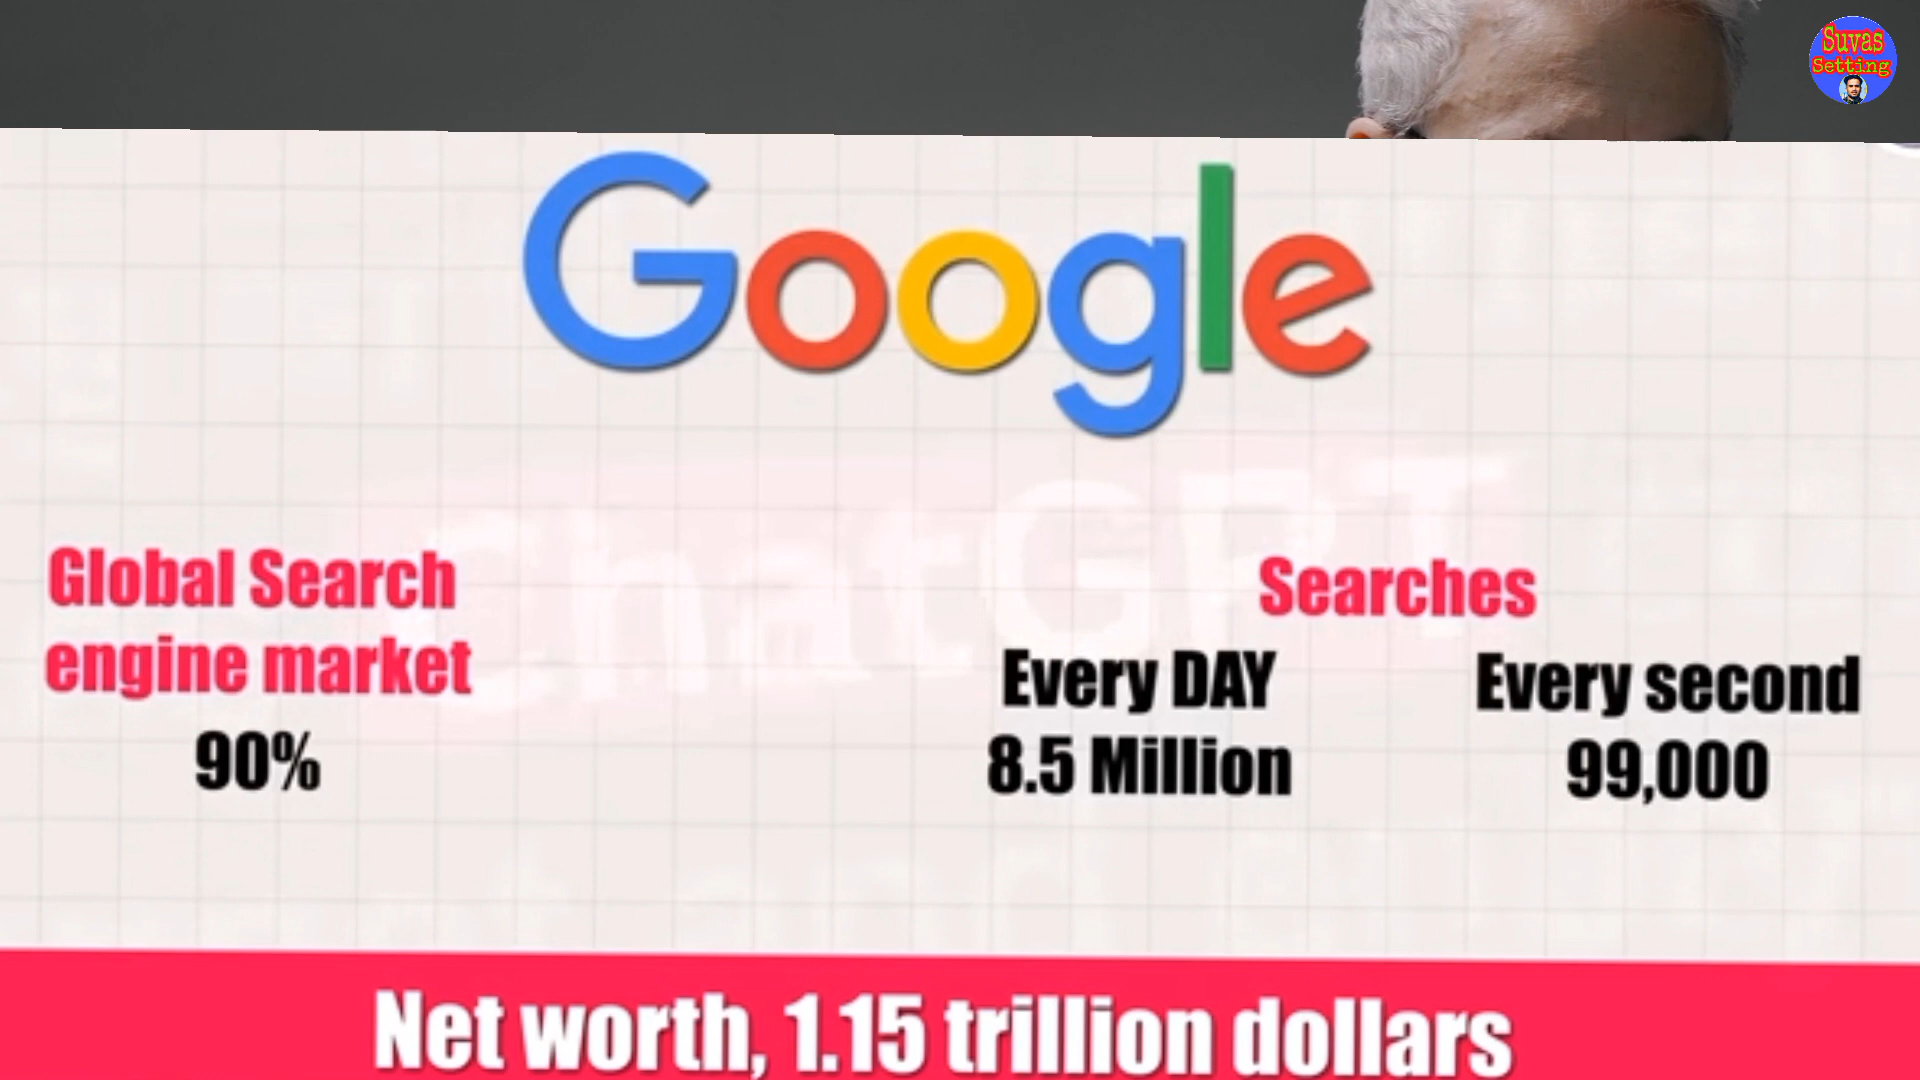 Suvas
Setting
Google
ChatGPT
Global Search
engine market
90%
Searches
Every DAY
8.5 Million
Every second
99,000
Net worth, 1.15 trillion dollars